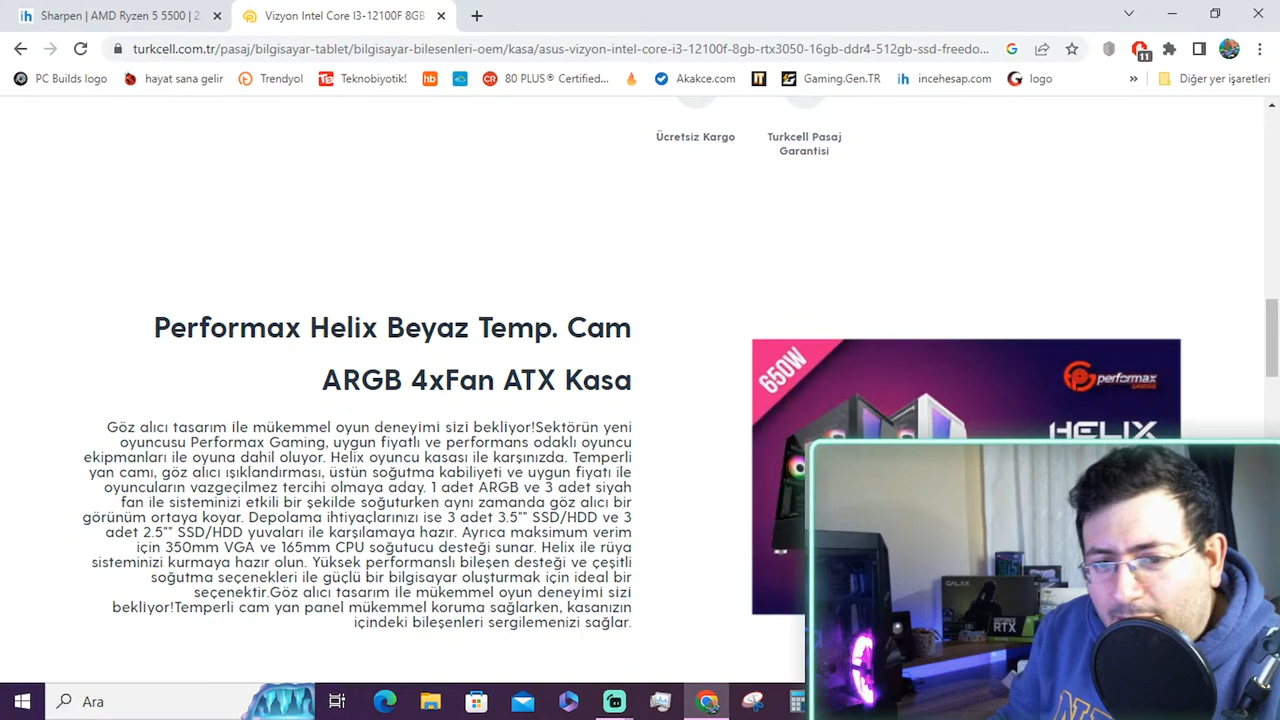 Sharpen | AMD Ryzen 5 5500 | 2
Vizyon Intel Core I3-12100F 8GB
turkcell.com.tr/pasaj/bilgisayar-tablet/bilgisayar-bilesenleri-oem/kasa/asus-vizyon-intel-core-i3-12100f-8gb-rtx3050-16gb-ddr4-512gb-ssd-freedo...
11
PC Builds logo
hayat sana gelir
Trendyol
Teknobiyotik!
hb
CR 80 PLUS® Certified...
Akakce.com
IT
Gaming.Gen.TR
ih incehesap.com
logo
»
Diğer yer işaretleri
Ücretsiz Kargo
Turkcell Pasaj
Garantisi
Performax Helix Beyaz Temp. Cam
ARGB 4xFan ATX Kasa
Göz alıcı tasarım ile mükemmel oyun deneyimi sizi bekliyor!Sektörün yeni
oyuncusu Performax Gaming, uygun fiyatlı ve performans odaklı oyuncu
ekipmanları ile oyuna dahil oluyor. Helix oyuncu kasası ile karşınızda. Temperli
yan camı, göz alıcı ışıklandırması, üstün soğutma kabiliyeti ve uygun fiyatı ile
oyuncuların vazgeçilmez tercihi olmaya aday. 1 adet ARGB ve 3 adet siyah
fan ile sisteminizi etkili bir şekilde soğuturken aynı zamanda göz alıcı bir
görünüm ortaya koyar. Depolama ihtiyaçlarınızı ise 3 adet 3.5"" SSD/HDD ve 3
adet 2.5"" SSD/HDD yuvaları ile karşılamaya hazır. Ayrıca maksimum verim
için 350mm VGA ve 165mm CPU soğutucu desteği sunar. Helix ile rüya
sisteminizi kurmaya hazır olun. Yüksek performanslı bileşen desteği ve çeşitli
soğutma seçenekleri ile güçlü bir bilgisayar oluşturmak için ideal bir
seçenektir.Göz alıcı tasarım ile mükemmel oyun deneyimi sizi
bekliyor!Temperli cam yan panel mükemmel koruma sağlarken, kasanızın
içindeki bileşenleri sergilemenizi sağlar.
650W
performax
GAMING
HELIX
GALAX
GEFORCE
RTX
Ara